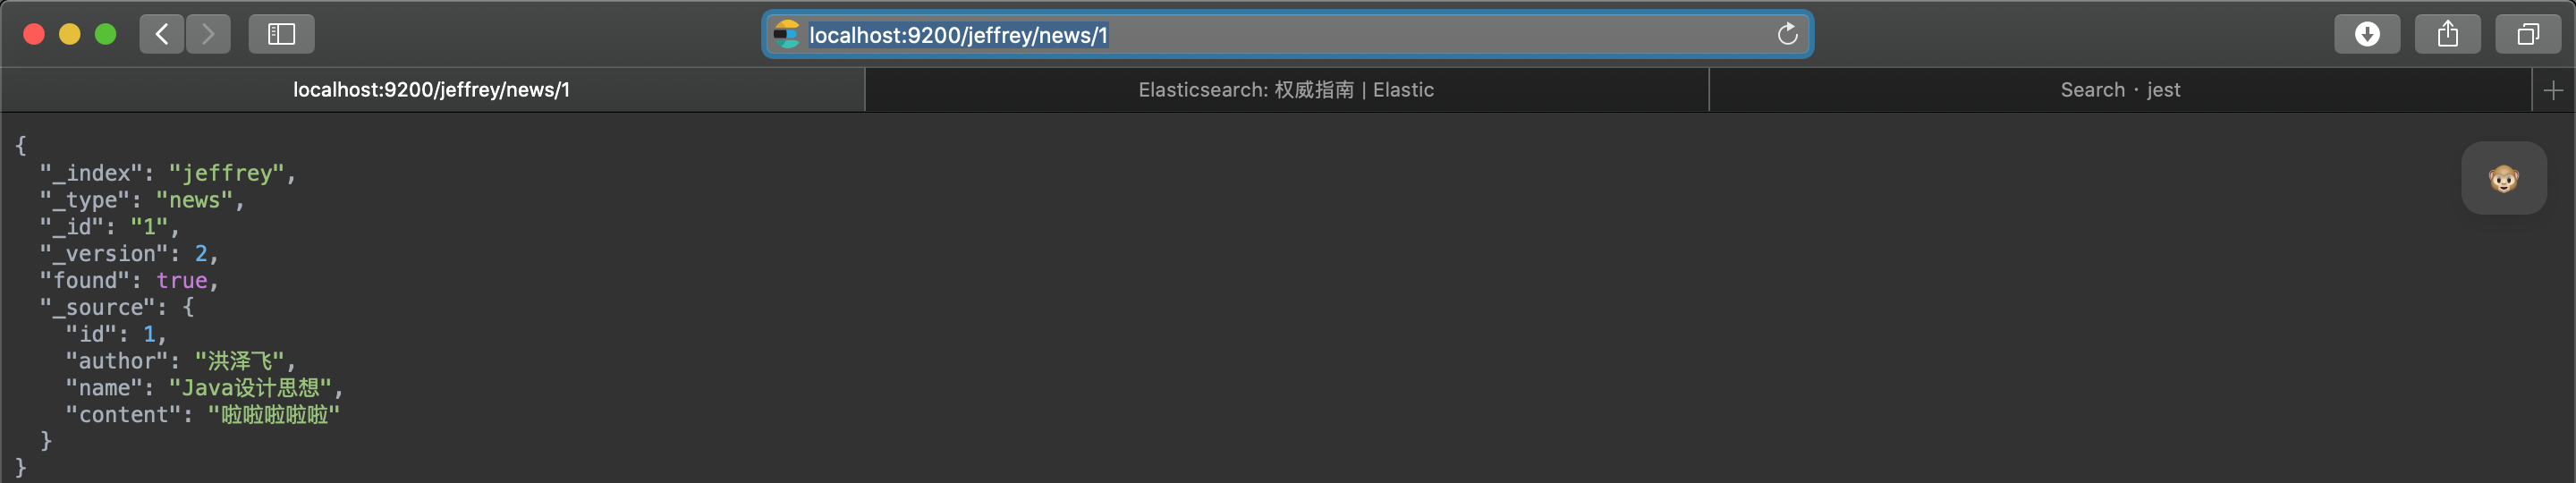 localhost:9200/jeffrey/news/1
localhost:9200/jeffrey/news/1
Elasticsearch: 权威指南 | Elastic
Search · jest
{
"_index": "jeffrey",
"_type": "news",
"_id": "1",
"_version": 2,
"found": true,
"_source": {
"id": 1,
"author": "洪泽飞",
"name": "Java设计思想",
"content": "啦啦啦啦啦"
}
}